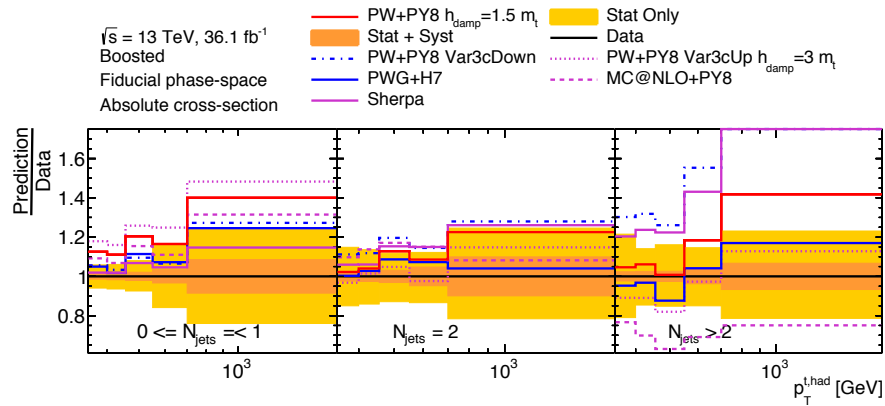 √s = 13 TeV, 36.1 fb⁻¹
Boosted
Fiducial phase-space
Absolute cross-section
PW+PY8 h_damp=1.5 m_t
Stat Only
Stat + Syst
Data
PW+PY8 Var3cDown
PW+PY8 Var3cUp h_damp=3 m_t
PWG+H7
MC@NLO+PY8
Sherpa
Prediction
Data
1.6
1.4
1.2
1
0.8
0 <= N_jets =< 1
N_jets = 2
N_jets > 2
10³
10³
10³
p_T^t,had [GeV]